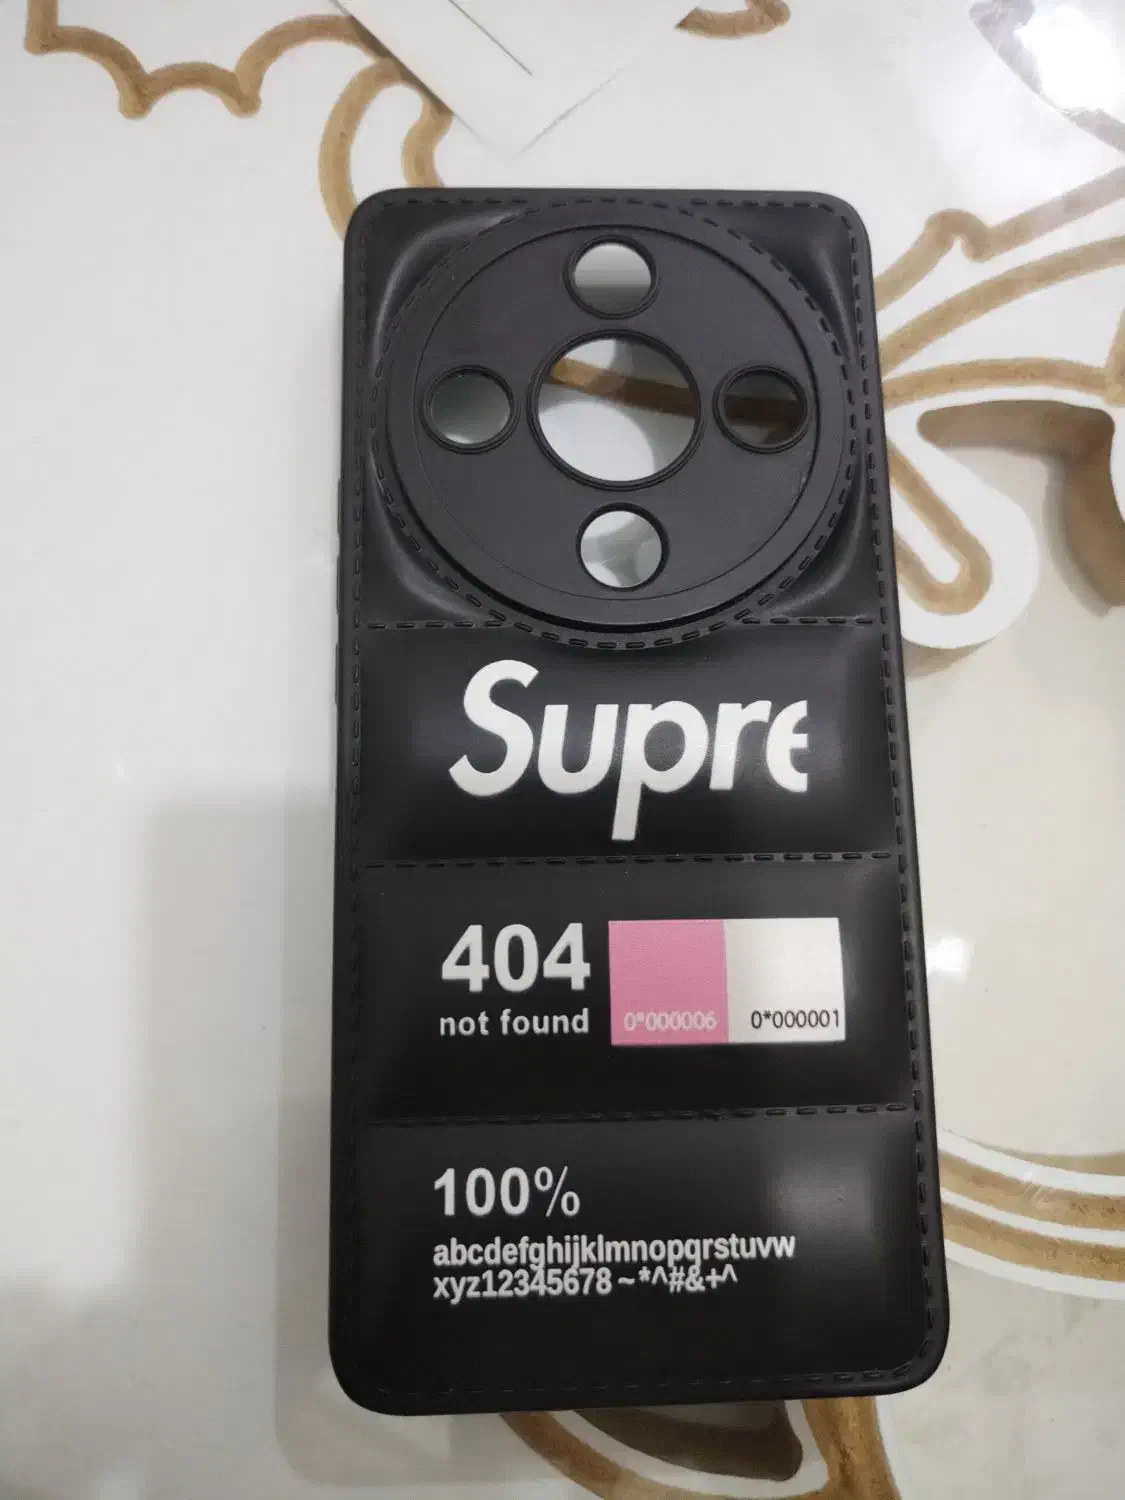 Supre
404
not found
0*000006 0*000001
100%
abcdefghijklmnopqrstuvw
xyz12345678~*^#&+^